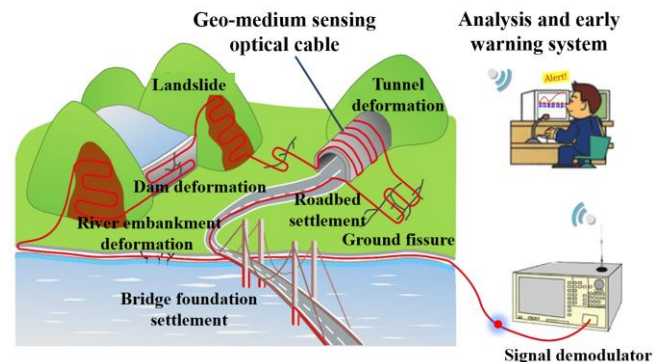 Geo-medium sensing
optical cable
Analysis and early
warning system
Landslide
Tunnel
deformation
Alert!
Dam deformation
Roadbed
settlement
River embankment
deformation
Ground fissure
Bridge foundation
settlement
Signal demodulator